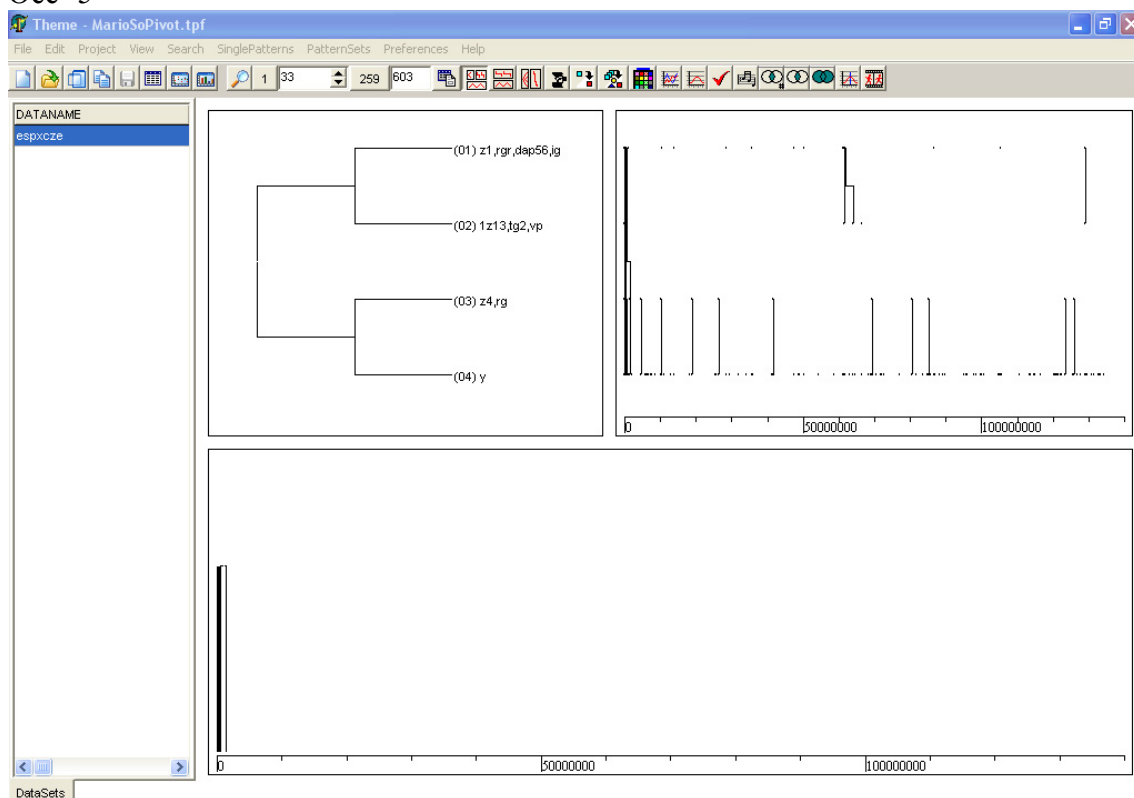 Theme - MarioSoPivot.tpf
File Edit Project View Search SinglePatterns PatternSets Preferences Help
1 33 259 603
DATANAME
espxcze
(01) z1,rgr,dap56,ig
(02) 1z13,tg2,vp
(03) z4,rg
(04) y
0 50000000 100000000
0 50000000 100000000
DataSets